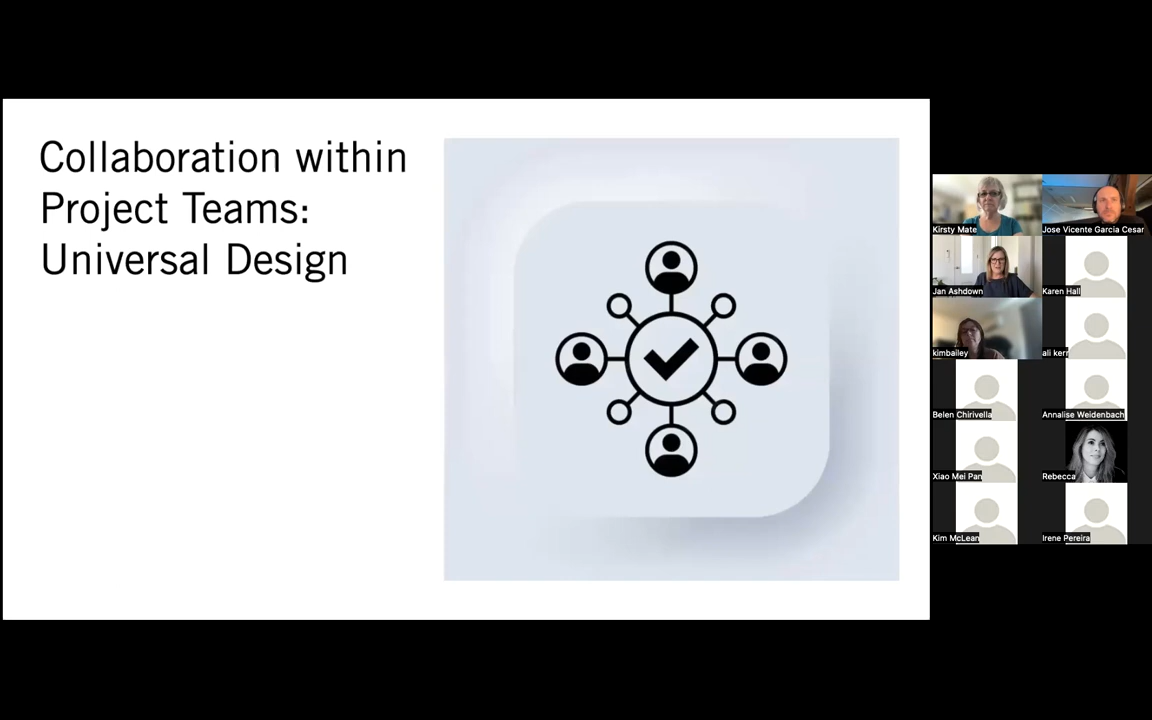 Collaboration within
Project Teams:
Universal Design
Kirsty Mate
Jose Vicente Garcia Cesar
Jan Ashdown
Karen Hall
kimbailey
ali kerr
Belen Chirivella
Annalise Weidenbach
Xiao Mei Pan
Rebecca
Kim McLean
Irene Pereira